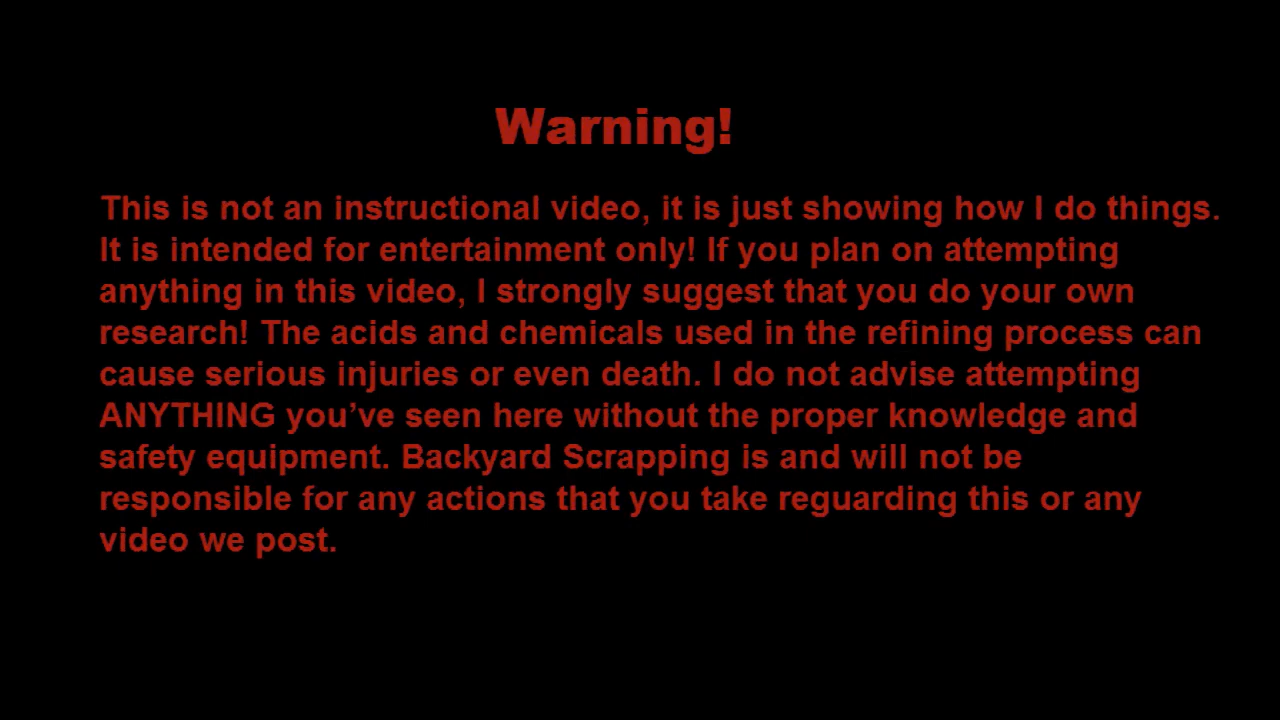 Warning!
This is not an instructional video, it is just showing how I do things.
It is intended for entertainment only! If you plan on attempting
anything in this video, I strongly suggest that you do your own
research! The acids and chemicals used in the refining process can
cause serious injuries or even death. I do not advise attempting
ANYTHING you’ve seen here without the proper knowledge and
safety equipment. Backyard Scrapping is and will not be
responsible for any actions that you take reguarding this or any
video we post.